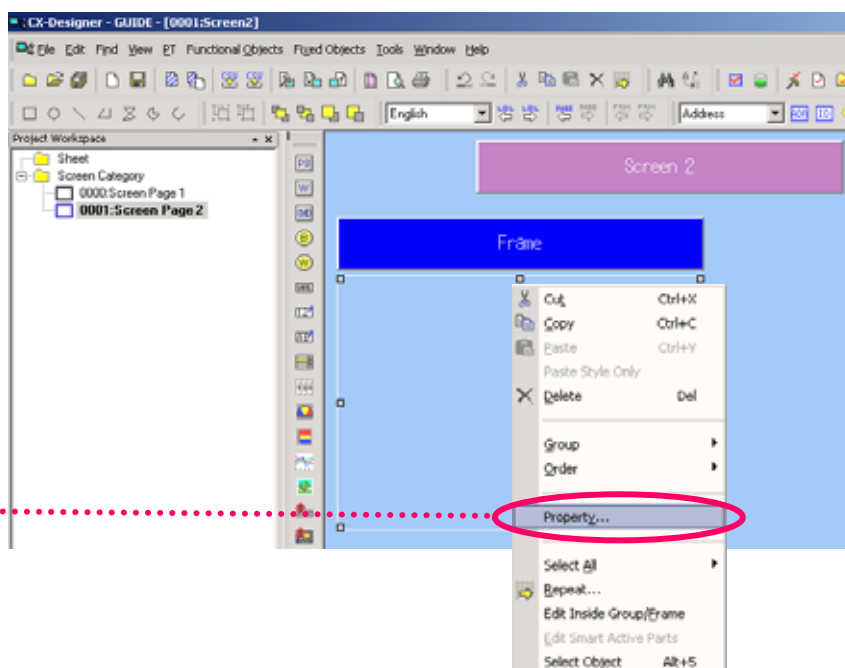 CX-Designer - GUIDE - [0001:Screen2]
File Edit Find View PT Functional Objects Fixed Objects Tools Window Help
English
Address
Project Workspace
Sheet
Screen Category
0000:Screen Page 1
0001:Screen Page 2
Screen 2
Frame
Cut Ctrl+X
Copy Ctrl+C
Paste Ctrl+V
Paste Style Only
Delete Del
Group
Order
Property...
Select All
Repeat...
Edit Inside Group/Frame
Edit Smart Active Parts
Select Object Alt+S